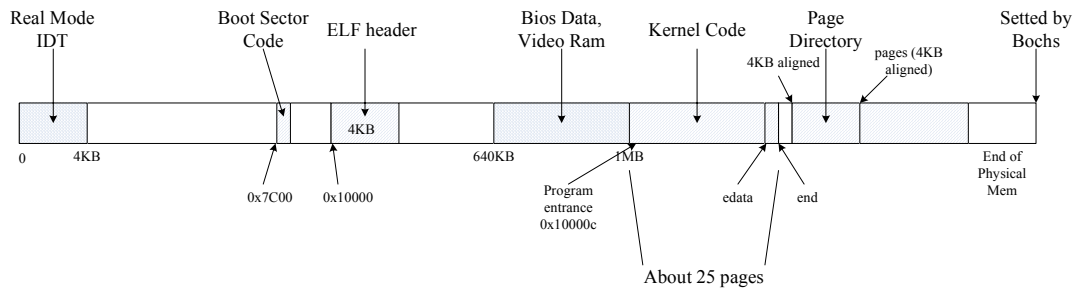 Real Mode
IDT
Boot Sector
Code
ELF header
Bios Data,
Video Ram
Kernel Code
Page
Directory
Setted by
Bochs
4KB aligned
pages (4KB
aligned)
4KB
0
4KB
640KB
1MB
End of
Physical
Mem
0x7C00
0x10000
Program
entrance
0x10000c
edata
end
About 25 pages